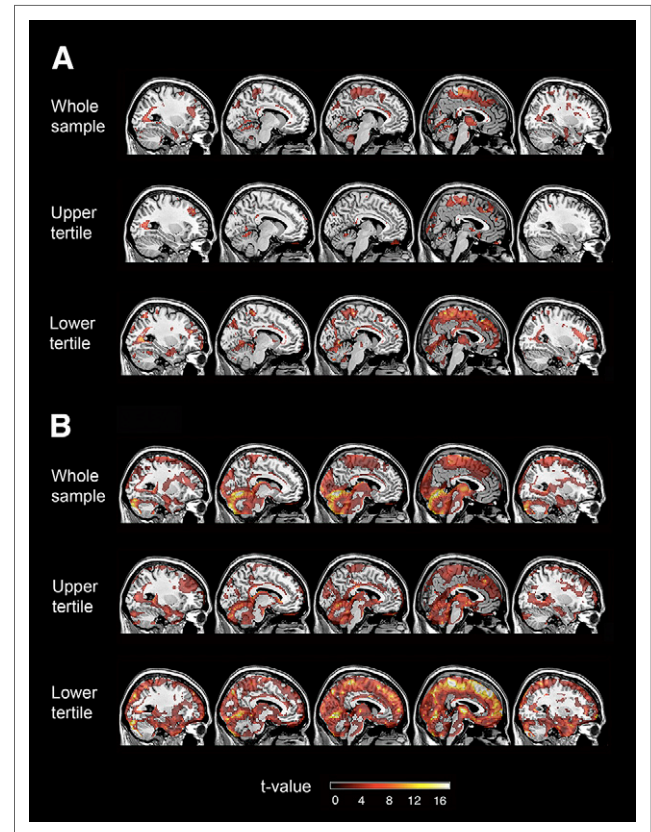 A
Whole
sample
Upper
tertile
Lower
tertile
B
Whole
sample
Upper
tertile
Lower
tertile
t-value
0 4 8 12 16